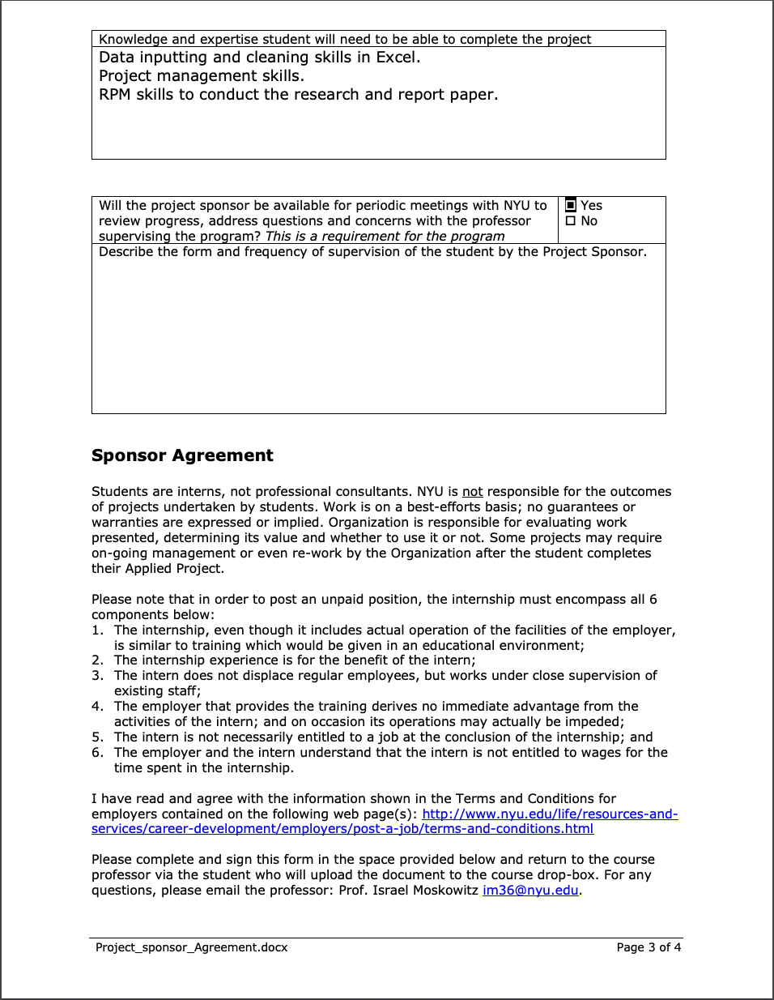 Knowledge and expertise student will need to be able to complete the project
Data inputting and cleaning skills in Excel.
Project management skills.
RPM skills to conduct the research and report paper.
Will the project sponsor be available for periodic meetings with NYU to
review progress, address questions and concerns with the professor
supervising the program? This is a requirement for the program
▣ Yes
☐ No
Describe the form and frequency of supervision of the student by the Project Sponsor.
Sponsor Agreement
Students are interns, not professional consultants. NYU is not responsible for the outcomes
of projects undertaken by students. Work is on a best-efforts basis; no guarantees or
warranties are expressed or implied. Organization is responsible for evaluating work
presented, determining its value and whether to use it or not. Some projects may require
on-going management or even re-work by the Organization after the student completes
their Applied Project.
Please note that in order to post an unpaid position, the internship must encompass all 6
components below:
1. The internship, even though it includes actual operation of the facilities of the employer,
is similar to training which would be given in an educational environment;
2. The internship experience is for the benefit of the intern;
3. The intern does not displace regular employees, but works under close supervision of
existing staff;
4. The employer that provides the training derives no immediate advantage from the
activities of the intern; and on occasion its operations may actually be impeded;
5. The intern is not necessarily entitled to a job at the conclusion of the internship; and
6. The employer and the intern understand that the intern is not entitled to wages for the
time spent in the internship.
I have read and agree with the information shown in the Terms and Conditions for
employers contained on the following web page(s): http://www.nyu.edu/life/resources-and-
services/career-development/employers/post-a-job/terms-and-conditions.html
Please complete and sign this form in the space provided below and return to the course
professor via the student who will upload the document to the course drop-box. For any
questions, please email the professor: Prof. Israel Moskowitz im36@nyu.edu.
Project_sponsor_Agreement.docx
Page 3 of 4